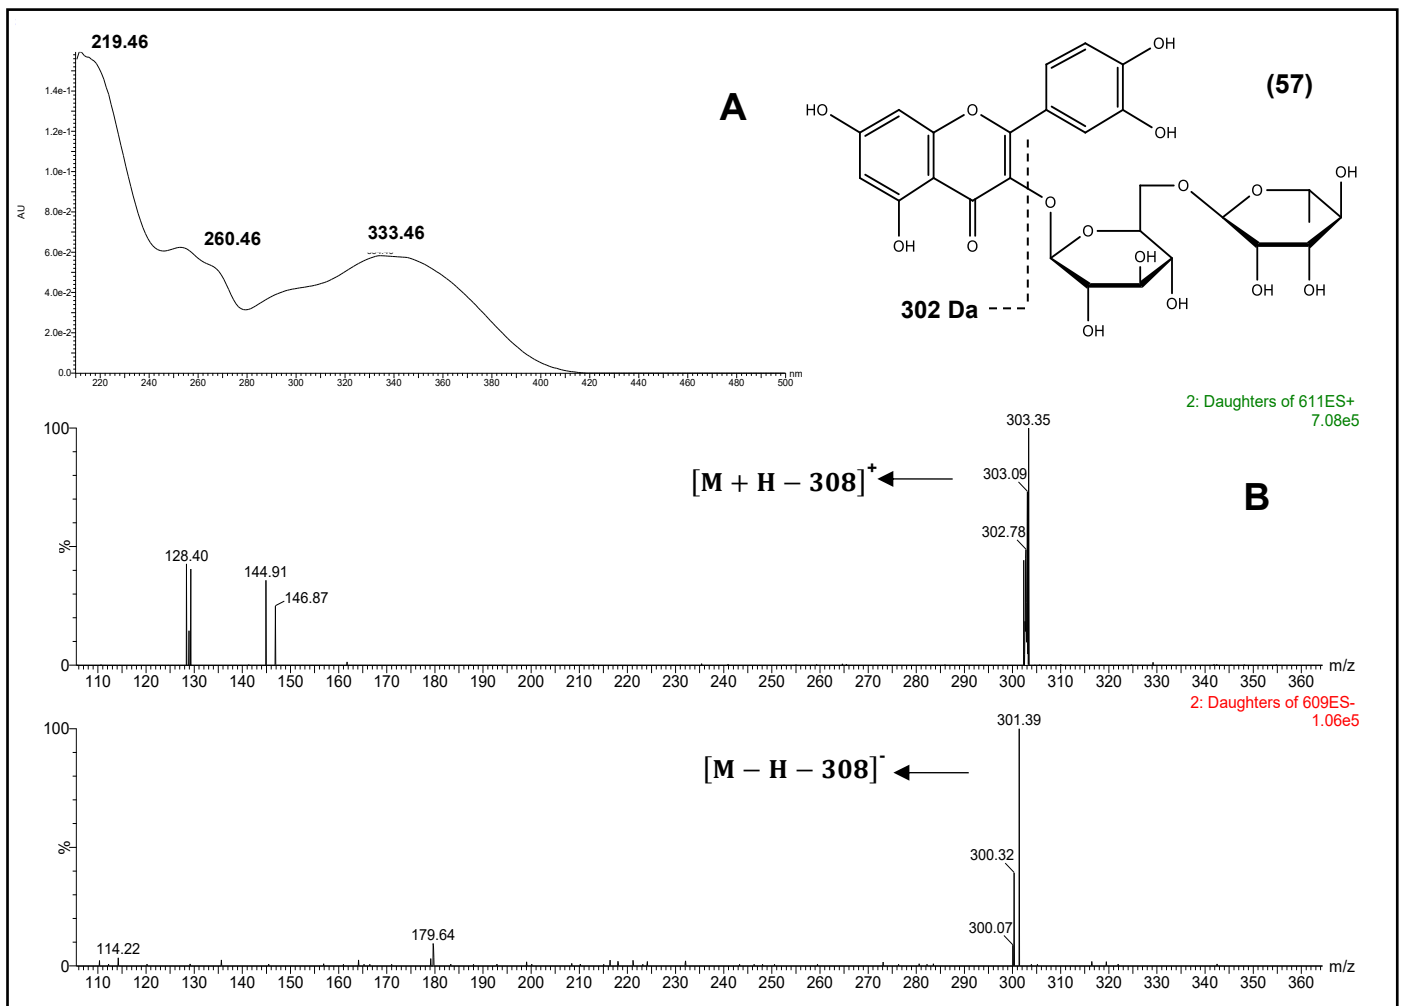 219.46
260.46
333.46
AU
1.4e-1
1.2e-1
1.0e-1
8.0e-2
6.0e-2
4.0e-2
2.0e-2
0.0
220 240 260 280 300 320 340 360 380 400 420 440 460 480 500 nm
A
(57)
OH
HO
O
OH
OH
O
O
O
OH
O
O
OH
OH
OH
OH
OH
OH
302 Da
2: Daughters of 611ES+
7.08e5
100
%
0
303.35
303.09
302.78
[M + H − 308]+
B
128.40
144.91
146.87
110 120 130 140 150 160 170 180 190 200 210 220 230 240 250 260 270 280 290 300 310 320 330 340 350 360 m/z
2: Daughters of 609ES-
1.06e5
100
%
0
301.39
[M − H − 308]-
300.32
300.07
179.64
114.22
110 120 130 140 150 160 170 180 190 200 210 220 230 240 250 260 270 280 290 300 310 320 330 340 350 360 m/z